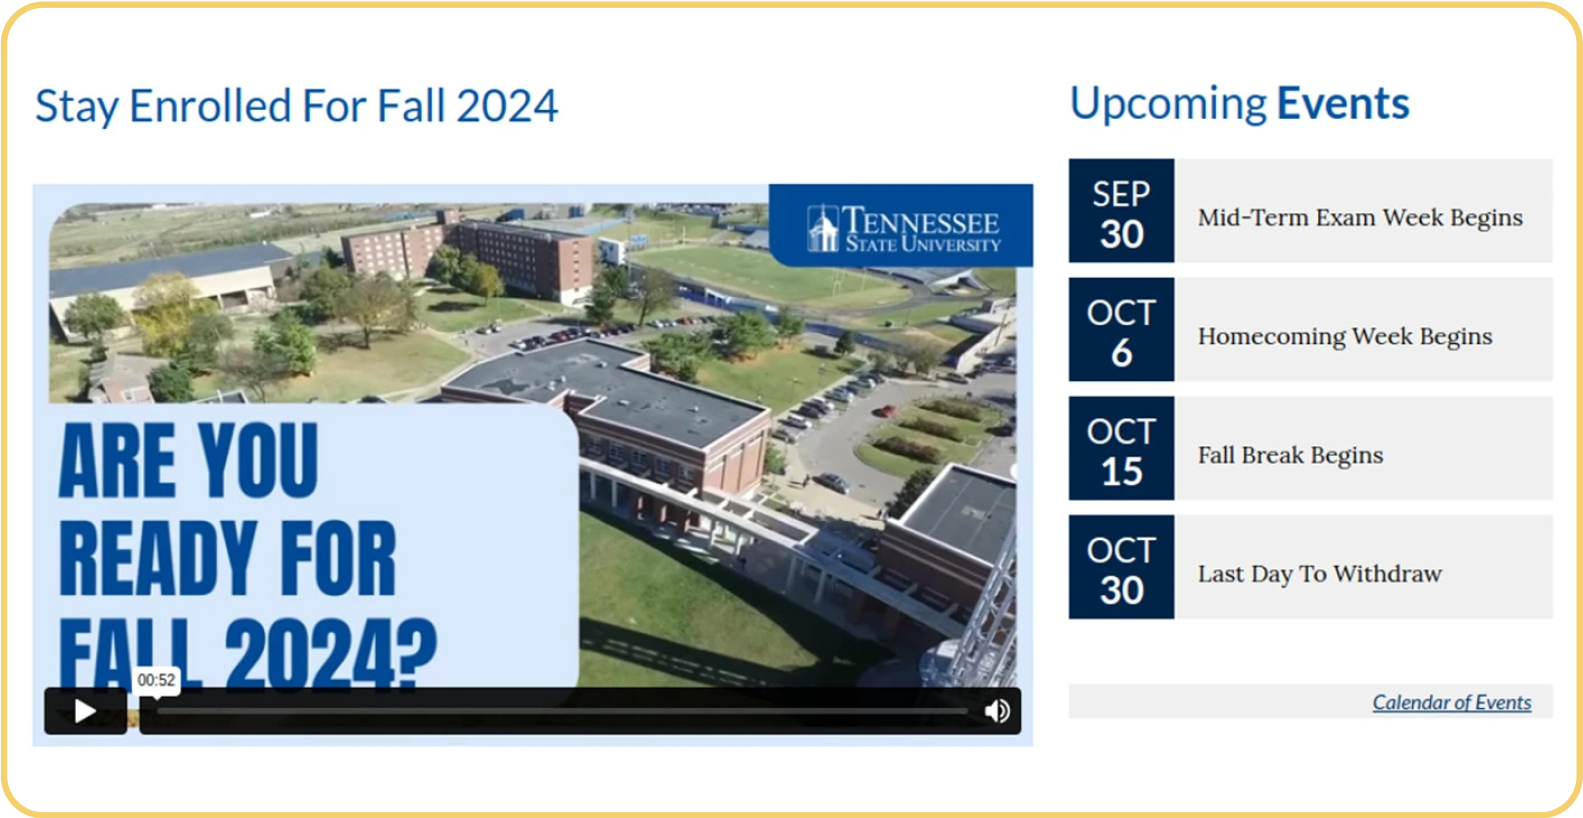 Stay Enrolled For Fall 2024
TENNESSEE
STATE UNIVERSITY
ARE YOU
READY FOR
FALL 2024?
00:52
Upcoming Events
SEP
30
Mid-Term Exam Week Begins
OCT
6
Homecoming Week Begins
OCT
15
Fall Break Begins
OCT
30
Last Day To Withdraw
Calendar of Events